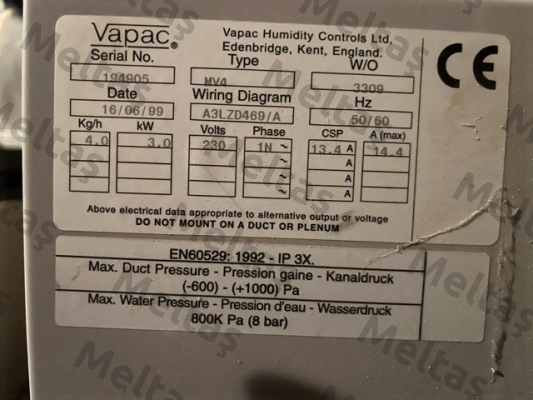 Vapac®
Vapac Humidity Controls Ltd,
Edenbridge, Kent, England.
Serial No. Type W/O
194905 MV4 3309
Date Wiring Diagram Hz
16/06/99 A3LZD469/A 50/60
Kg/h kW Volts Phase CSP A (max)
4.0 3.0 230 1N ~ 13.4 A 14.4
~ A
~ A
~ A
Above electrical data appropriate to alternative output or voltage
DO NOT MOUNT ON A DUCT OR PLENUM
CE
EN60529: 1992 - IP 3X.
Max. Duct Pressure - Pression gaine - Kanaldruck
(-600) - (+1000) Pa
Max. Water Pressure - Pression d'eau - Wasserdruck
800K Pa (8 bar)
Meltaş